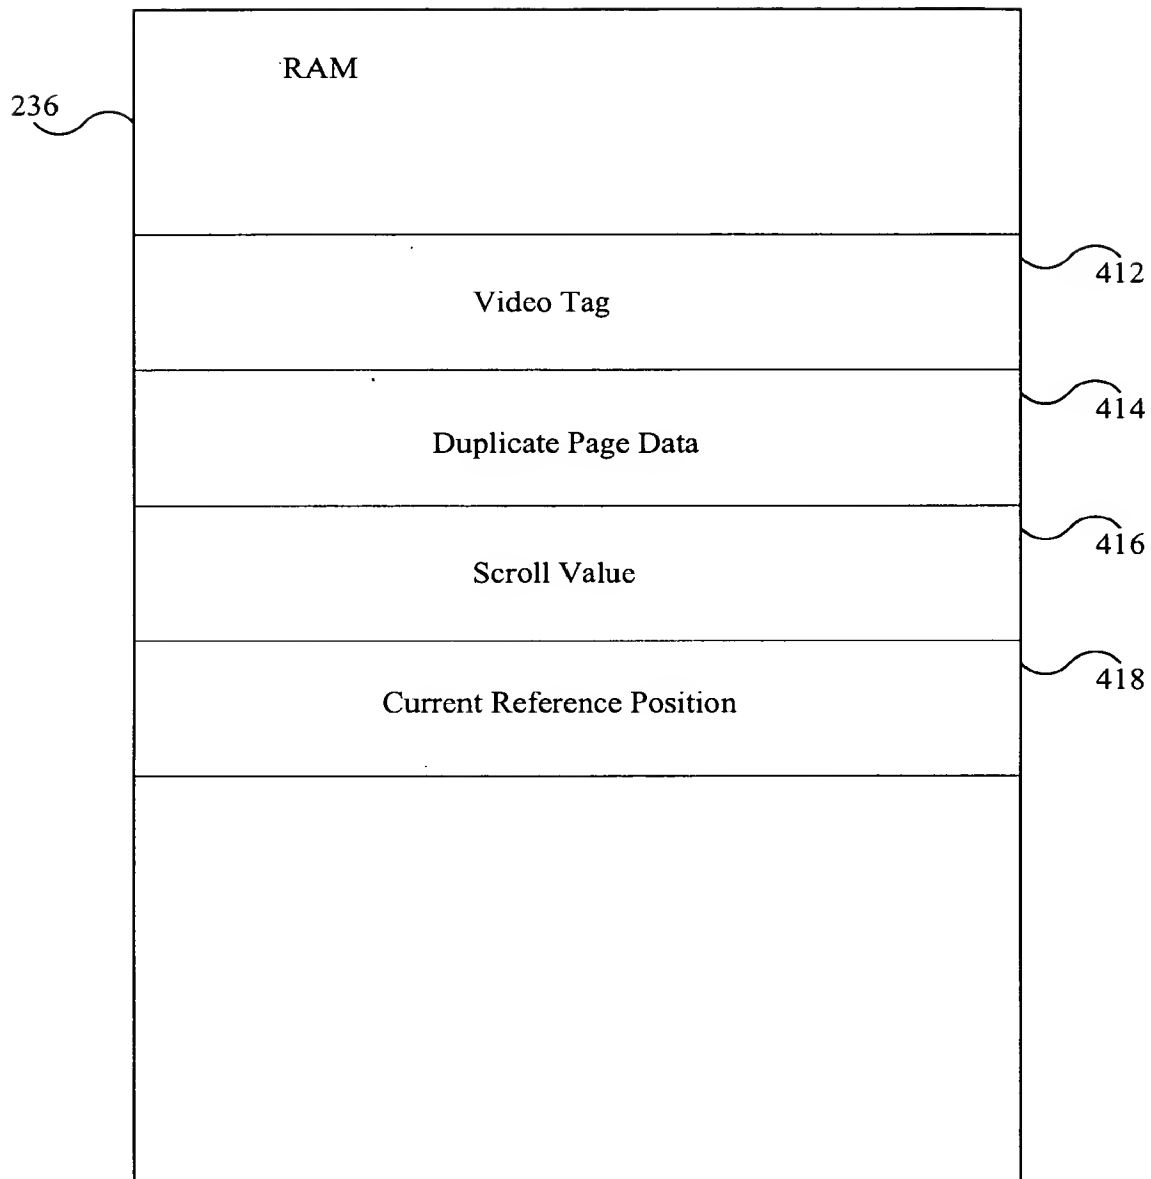 RAM
236
412
Video Tag
414
Duplicate Page Data
416
Scroll Value
418
Current Reference Position